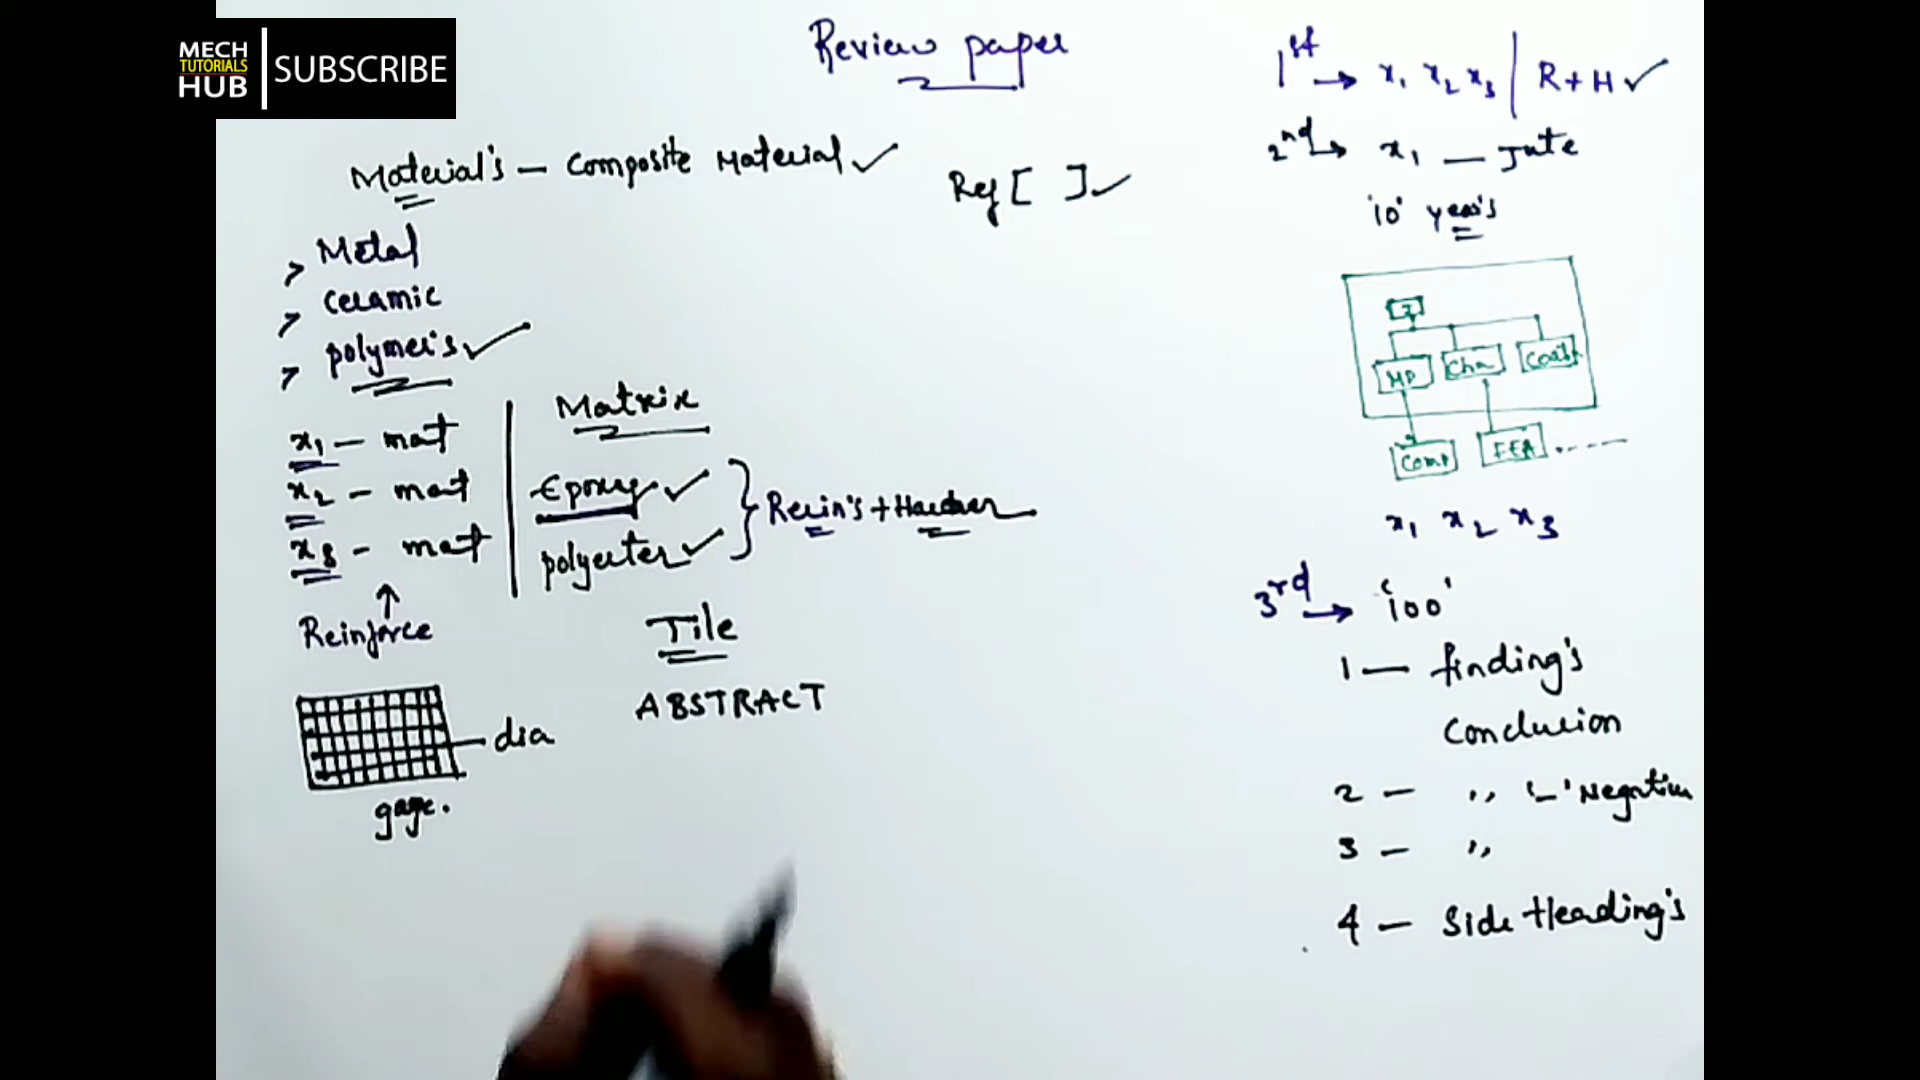 MECH
TUTORIALS
HUB
SUBSCRIBE
Review paper
Material's - Composite Material ✓
Ref [ ] ✓
> Metal
> Ceramic
> polymer's ✓
x1 - mat
x2 - mat
x3 - mat
Reinforce
dia
gage.
Matrix
Epoxy ✓
polyester ✓
Resin's + Hardner
Tile
ABSTRACT
1st → x1 x2 x3 | R + H ✓
2nd → x1 — Jute
'10' years
MP
Cha
Comp
FEA
x1 x2 x3
3rd → '100'
1 — finding's
Conclusion
2 - ,, '-' Negative
3 - ,,
4 - Side Heading's